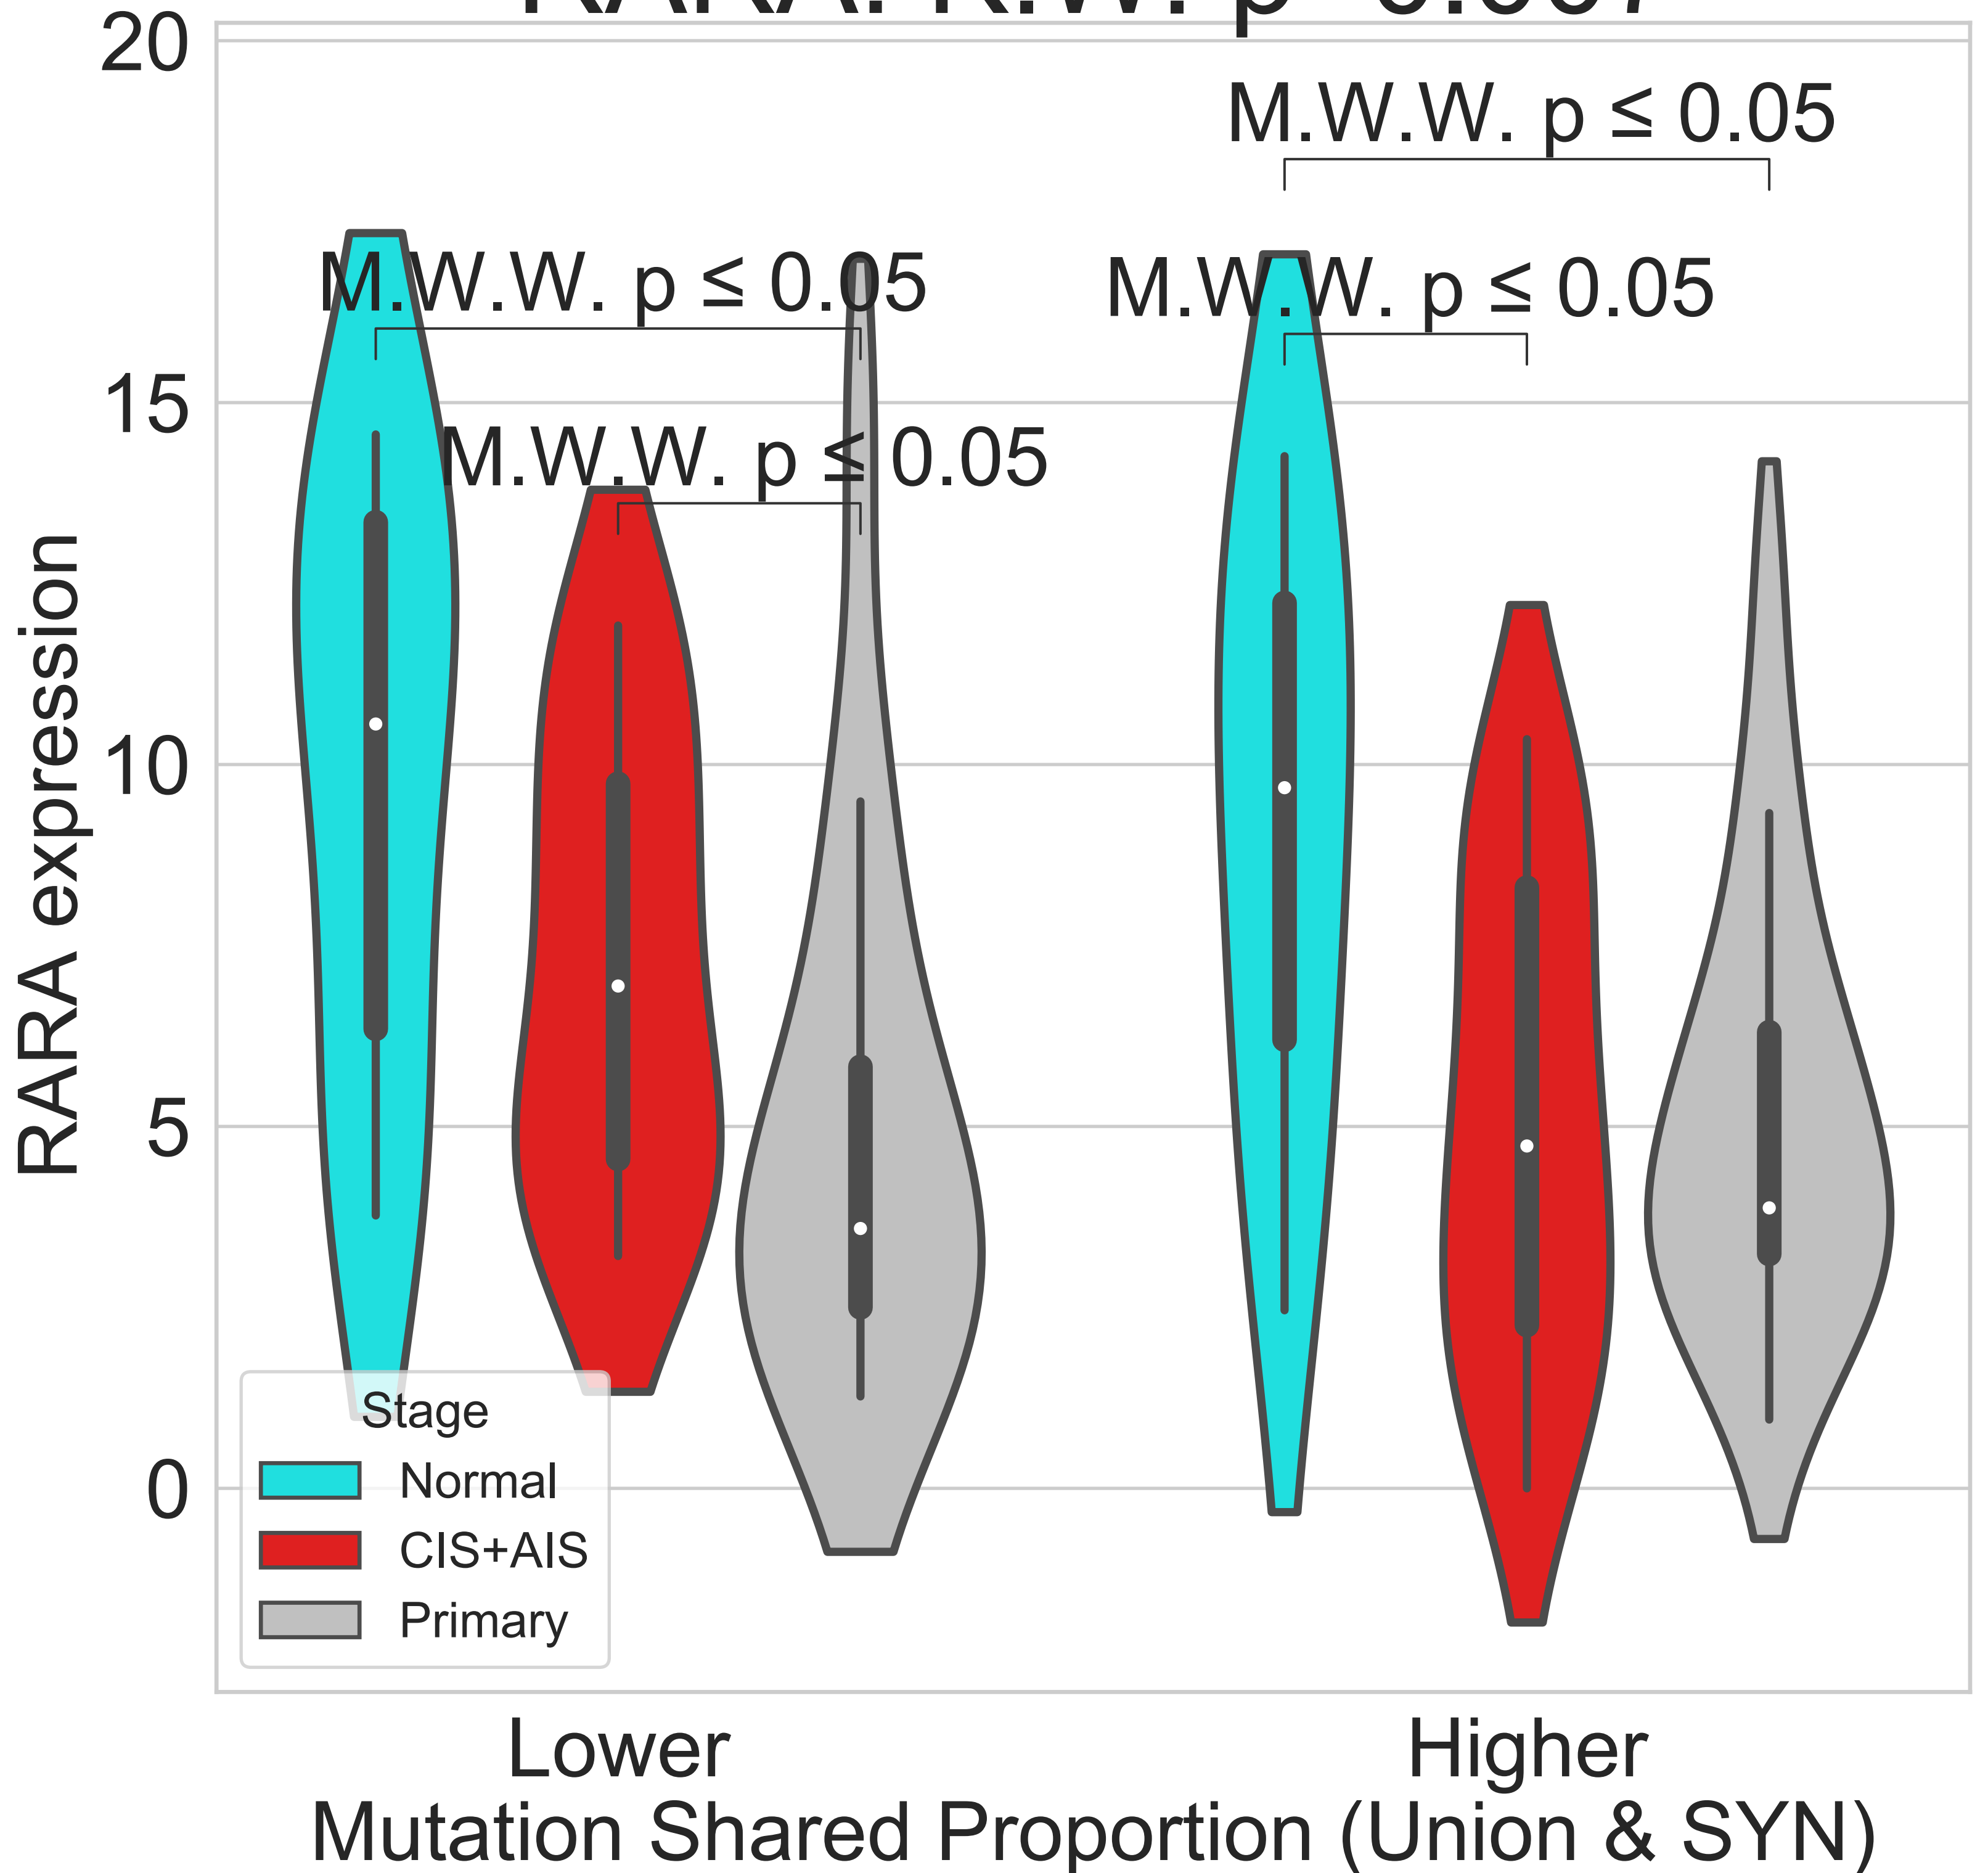 20
M.W.W. p ≤ 0.05
M.W.W. p ≤ 0.05
M.W.W. p ≤ 0.05
15
M.W.W. p ≤ 0.05
10
5
0
RARA expression
Stage
Normal
CIS+AIS
Primary
Lower
Higher
Mutation Shared Proportion (Union & SYN)